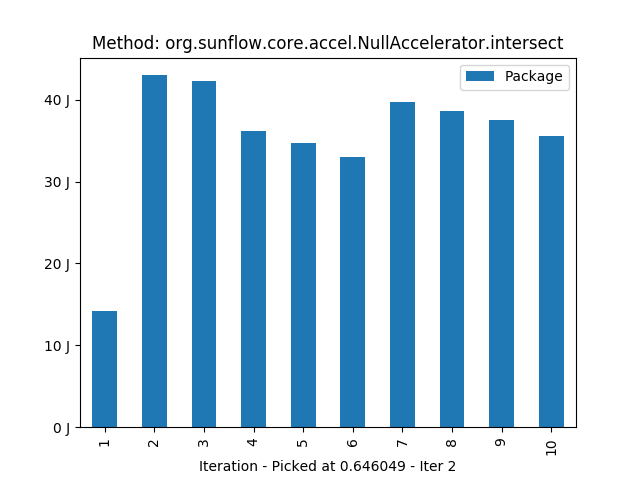 Method: org.sunflow.core.accel.NullAccelerator.intersect
Package
40 J
30 J
20 J
10 J
0 J
1 2 3 4 5 6 7 8 9 10
Iteration - Picked at 0.646049 - Iter 2